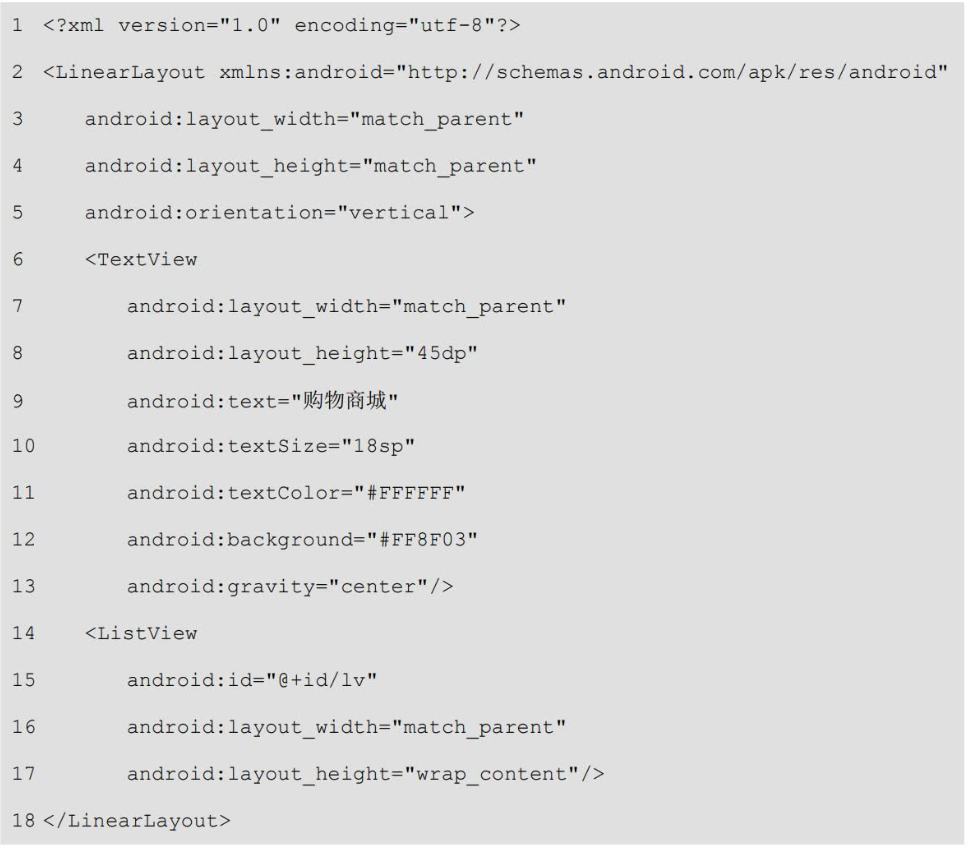 1 <?xml version="1.0" encoding="utf-8"?>
2 <LinearLayout xmlns:android="http://schemas.android.com/apk/res/android"
3     android:layout_width="match_parent"
4     android:layout_height="match_parent"
5     android:orientation="vertical">
6     <TextView
7         android:layout_width="match_parent"
8         android:layout_height="45dp"
9         android:text="购物商城"
10         android:textSize="18sp"
11         android:textColor="#FFFFFF"
12         android:background="#FF8F03"
13         android:gravity="center"/>
14     <ListView
15         android:id="@+id/lv"
16         android:layout_width="match_parent"
17         android:layout_height="wrap_content"/>
18 </LinearLayout>